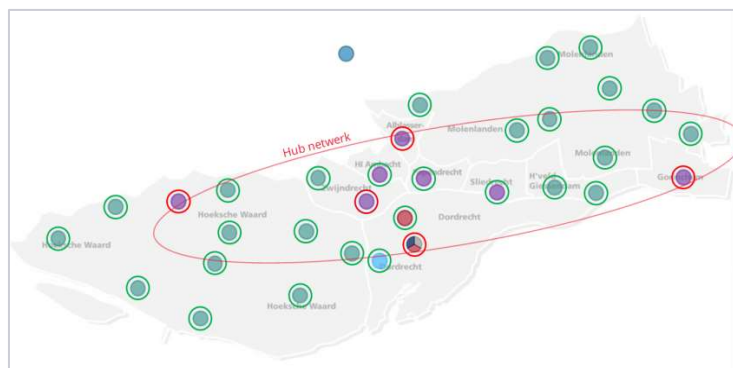 Molenlanden
Alblasser-
Molenlanden
Hub netwerk
Molenlanden
HI Ambacht
Papendrecht
Sliedrecht
H'veld-
Giessendam
Gorinchem
Zwijndrecht
Hoeksche Waard
Dordrecht
Hoeksche Waard
Dordrecht
Hoeksche Waard